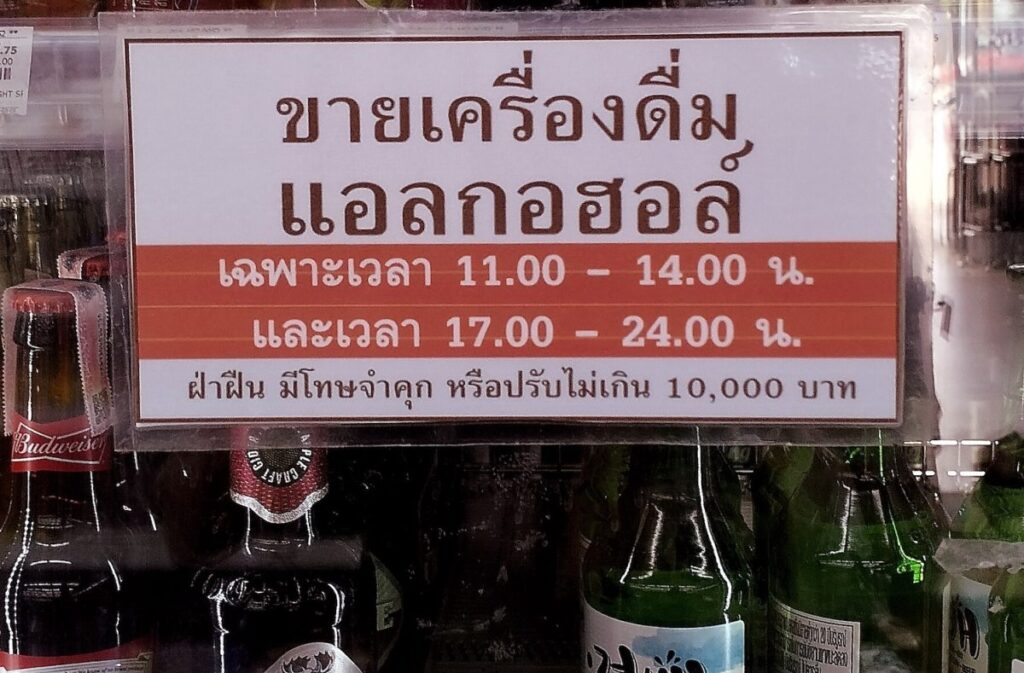 ขายเครื่องดื่ม
แอลกอฮอล์
เฉพาะเวลา 11.00 – 14.00 น.
และเวลา 17.00 – 24.00 น.
ฝ่าฝืน มีโทษจำคุก หรือปรับไม่เกิน 10,000 บาท
Budweiser